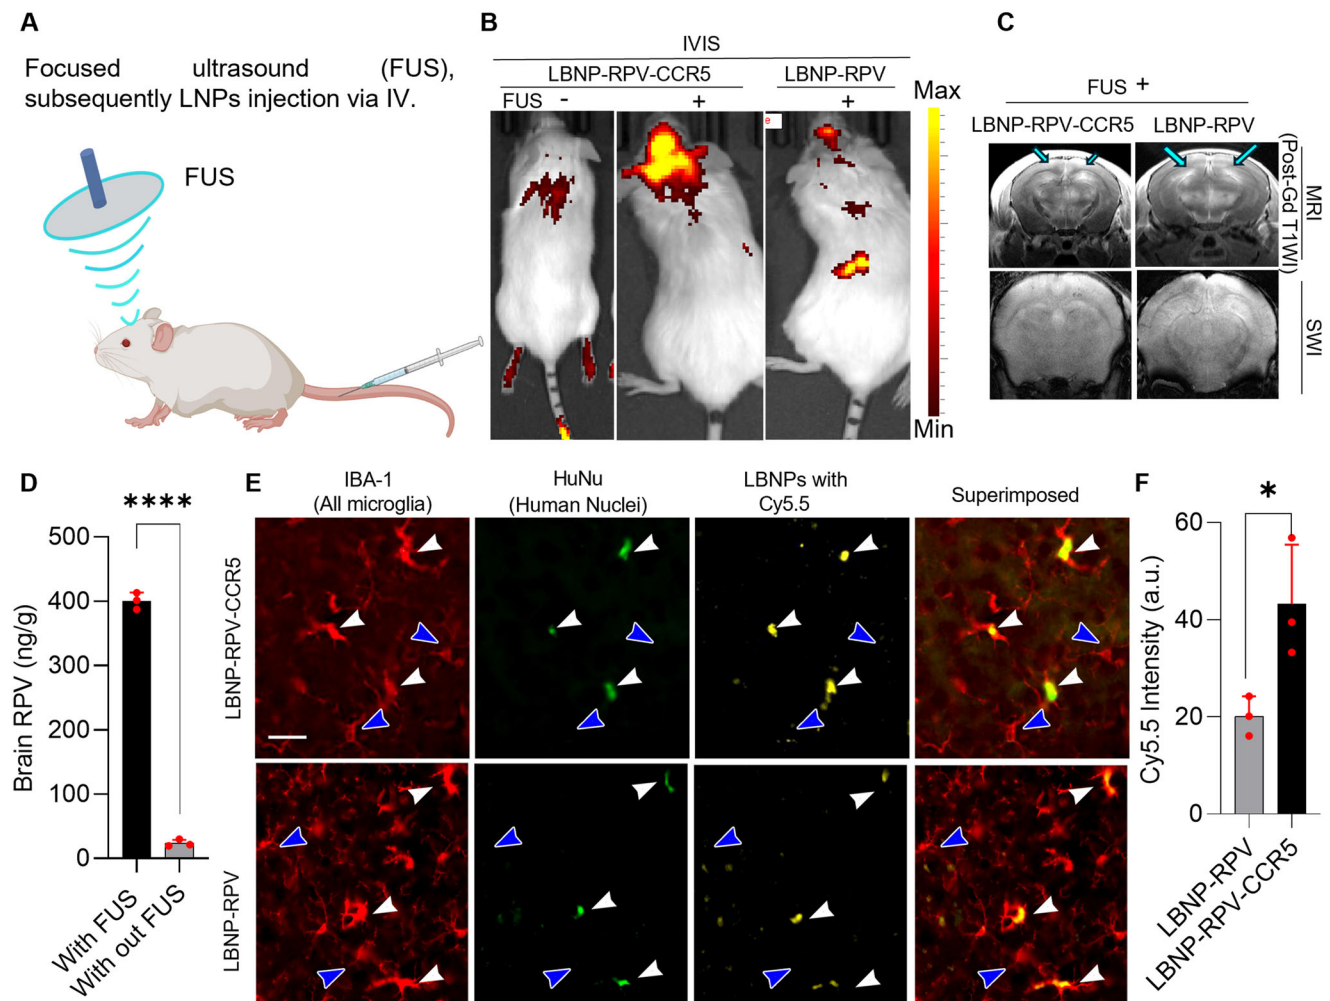 A
Focused ultrasound (FUS),
subsequently LNPs injection via IV.
FUS
B
IVIS
LBNP-RPV-CCR5 LBNP-RPV
FUS - + +
e
Max
Min
C
FUS +
LBNP-RPV-CCR5 LBNP-RPV
MRI
(Post-Gd T1WI)
SWI
D
****
Brain RPV (ng/g)
500
400
300
200
100
0
With FUS
With out FUS
E
IBA-1
(All microglia)
HuNu
(Human Nuclei)
LBNPs with
Cy5.5
Superimposed
LBNP-RPV-CCR5
LBNP-RPV
F
*
Cy5.5 Intensity (a.u.)
60
40
20
0
LBNP-RPV
LBNP-RPV-CCR5